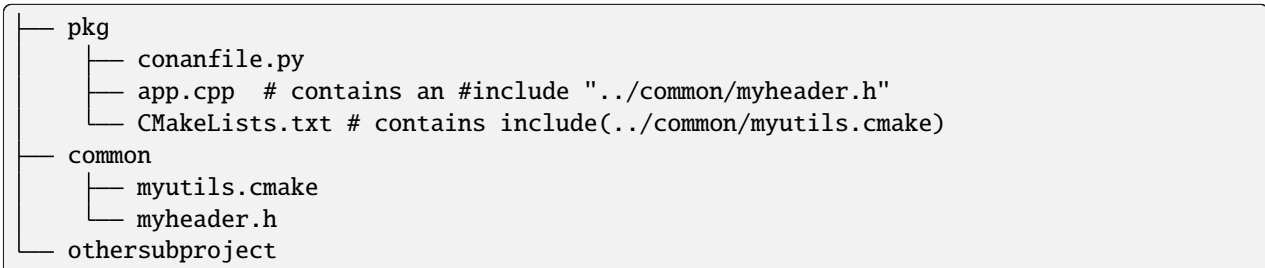 ├── pkg
│    ├── conanfile.py
│    ├── app.cpp  # contains an #include "../common/myheader.h"
│    └── CMakeLists.txt # contains include(../common/myutils.cmake)
├── common
│    ├── myutils.cmake
│    └── myheader.h
└── othersubproject